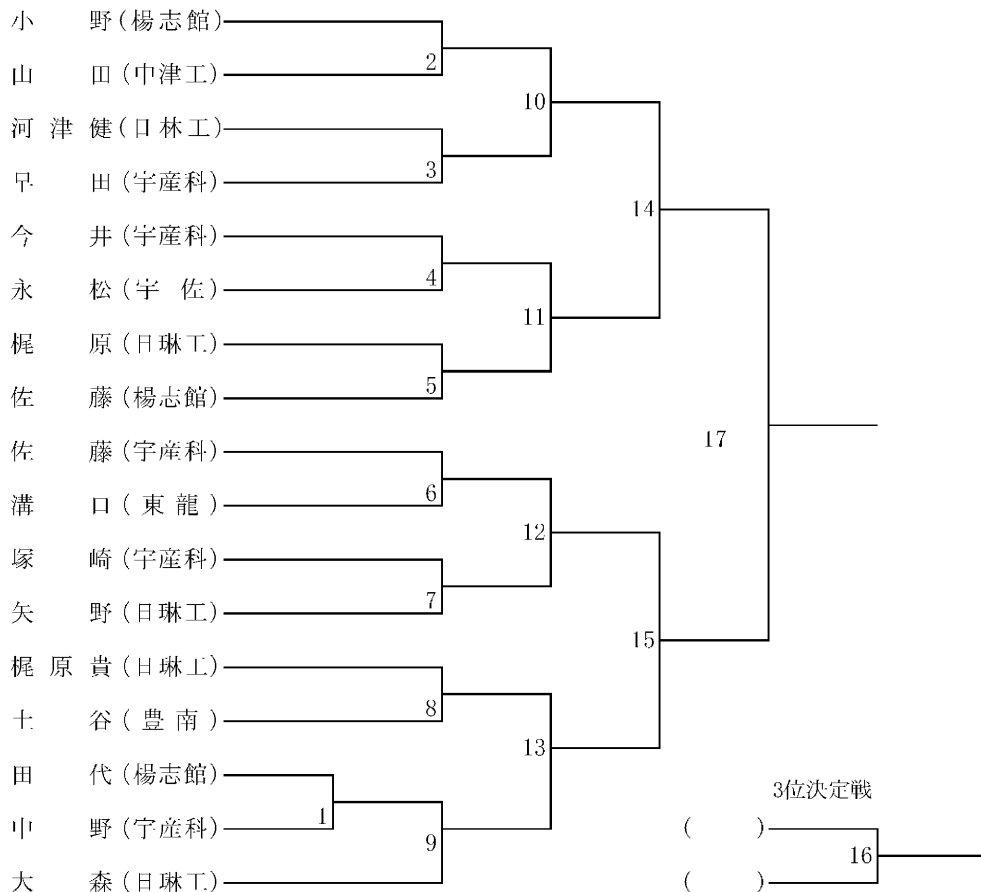 小野(楊志館)
山田(中津工)
2
10
河津健(日林工)
3
早田(宇産科)
14
今井(宇産科)
4
永松(宇佐)
11
梶原(日琳工)
5
佐藤(楊志館)
17
佐藤(宇産科)
6
溝口(東龍)
12
塚崎(宇産科)
7
矢野(日琳工)
15
梶原貴(日琳工)
8
土谷(豊南)
13
田代(楊志館)
3位決定戦
1
中野(宇産科)
9
( )
16
大森(日琳工)
( )